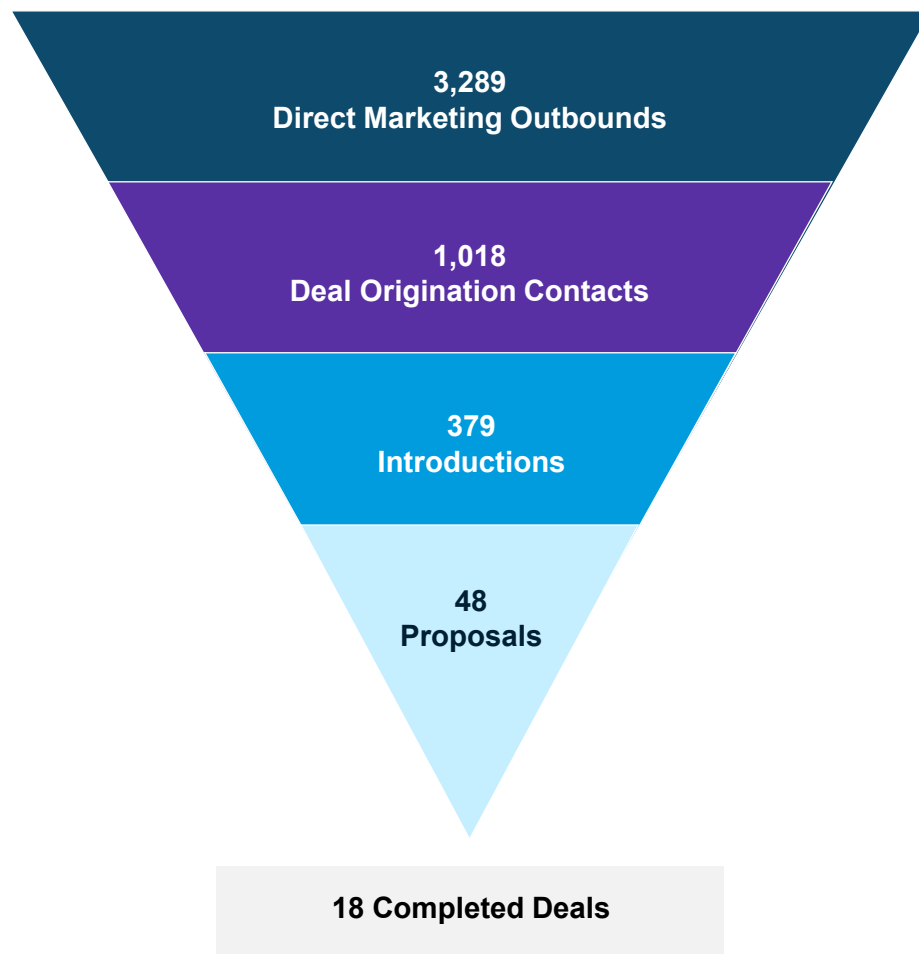 3,289
Direct Marketing Outbounds
1,018
Deal Origination Contacts
379
Introductions
48
Proposals
18 Completed Deals